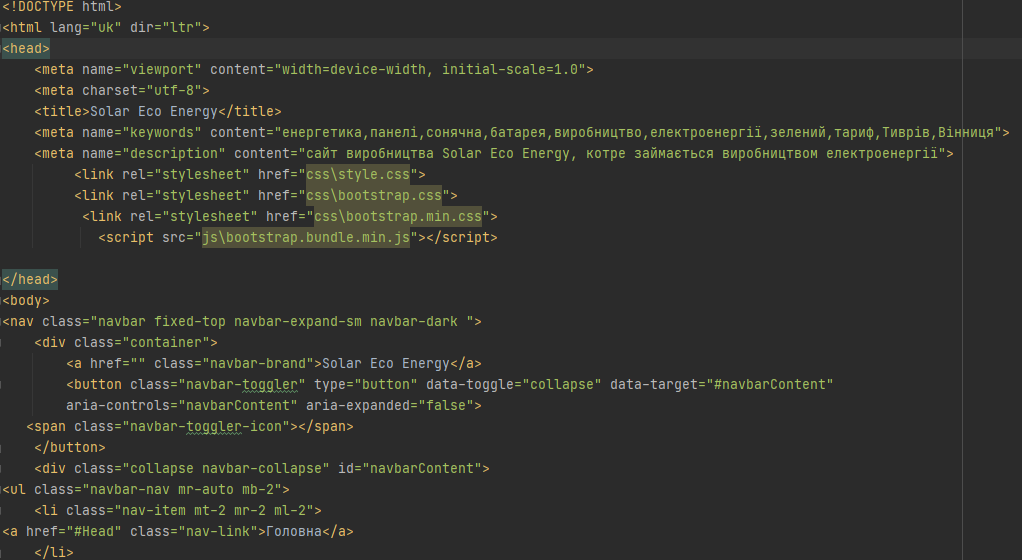 <!DOCTYPE html>
<html lang="uk" dir="ltr">
<head>
<meta name="viewport" content="width=device-width, initial-scale=1.0">
<meta charset="utf-8">
<title>Solar Eco Energy</title>
<meta name="keywords" content="енергетика,панелі,сонячна,батарея,виробництво,електроенергії,зелений,тариф,Тиврів,Вінниця">
<meta name="description" content="сайт виробництва Solar Eco Energy, котре займається виробництвом електроенергії">
<link rel="stylesheet" href="css\style.css">
<link rel="stylesheet" href="css\bootstrap.css">
<link rel="stylesheet" href="css\bootstrap.min.css">
<script src="js\bootstrap.bundle.min.js"></script>
</head>
<body>
<nav class="navbar fixed-top navbar-expand-sm navbar-dark ">
<div class="container">
<a href="" class="navbar-brand">Solar Eco Energy</a>
<button class="navbar-toggler" type="button" data-toggle="collapse" data-target="#navbarContent"
aria-controls="navbarContent" aria-expanded="false">
<span class="navbar-toggler-icon"></span>
</button>
<div class="collapse navbar-collapse" id="navbarContent">
<ul class="navbar-nav mr-auto mb-2">
<li class="nav-item mt-2 mr-2 ml-2">
<a href="#Head" class="nav-link">Головна</a>
</li>